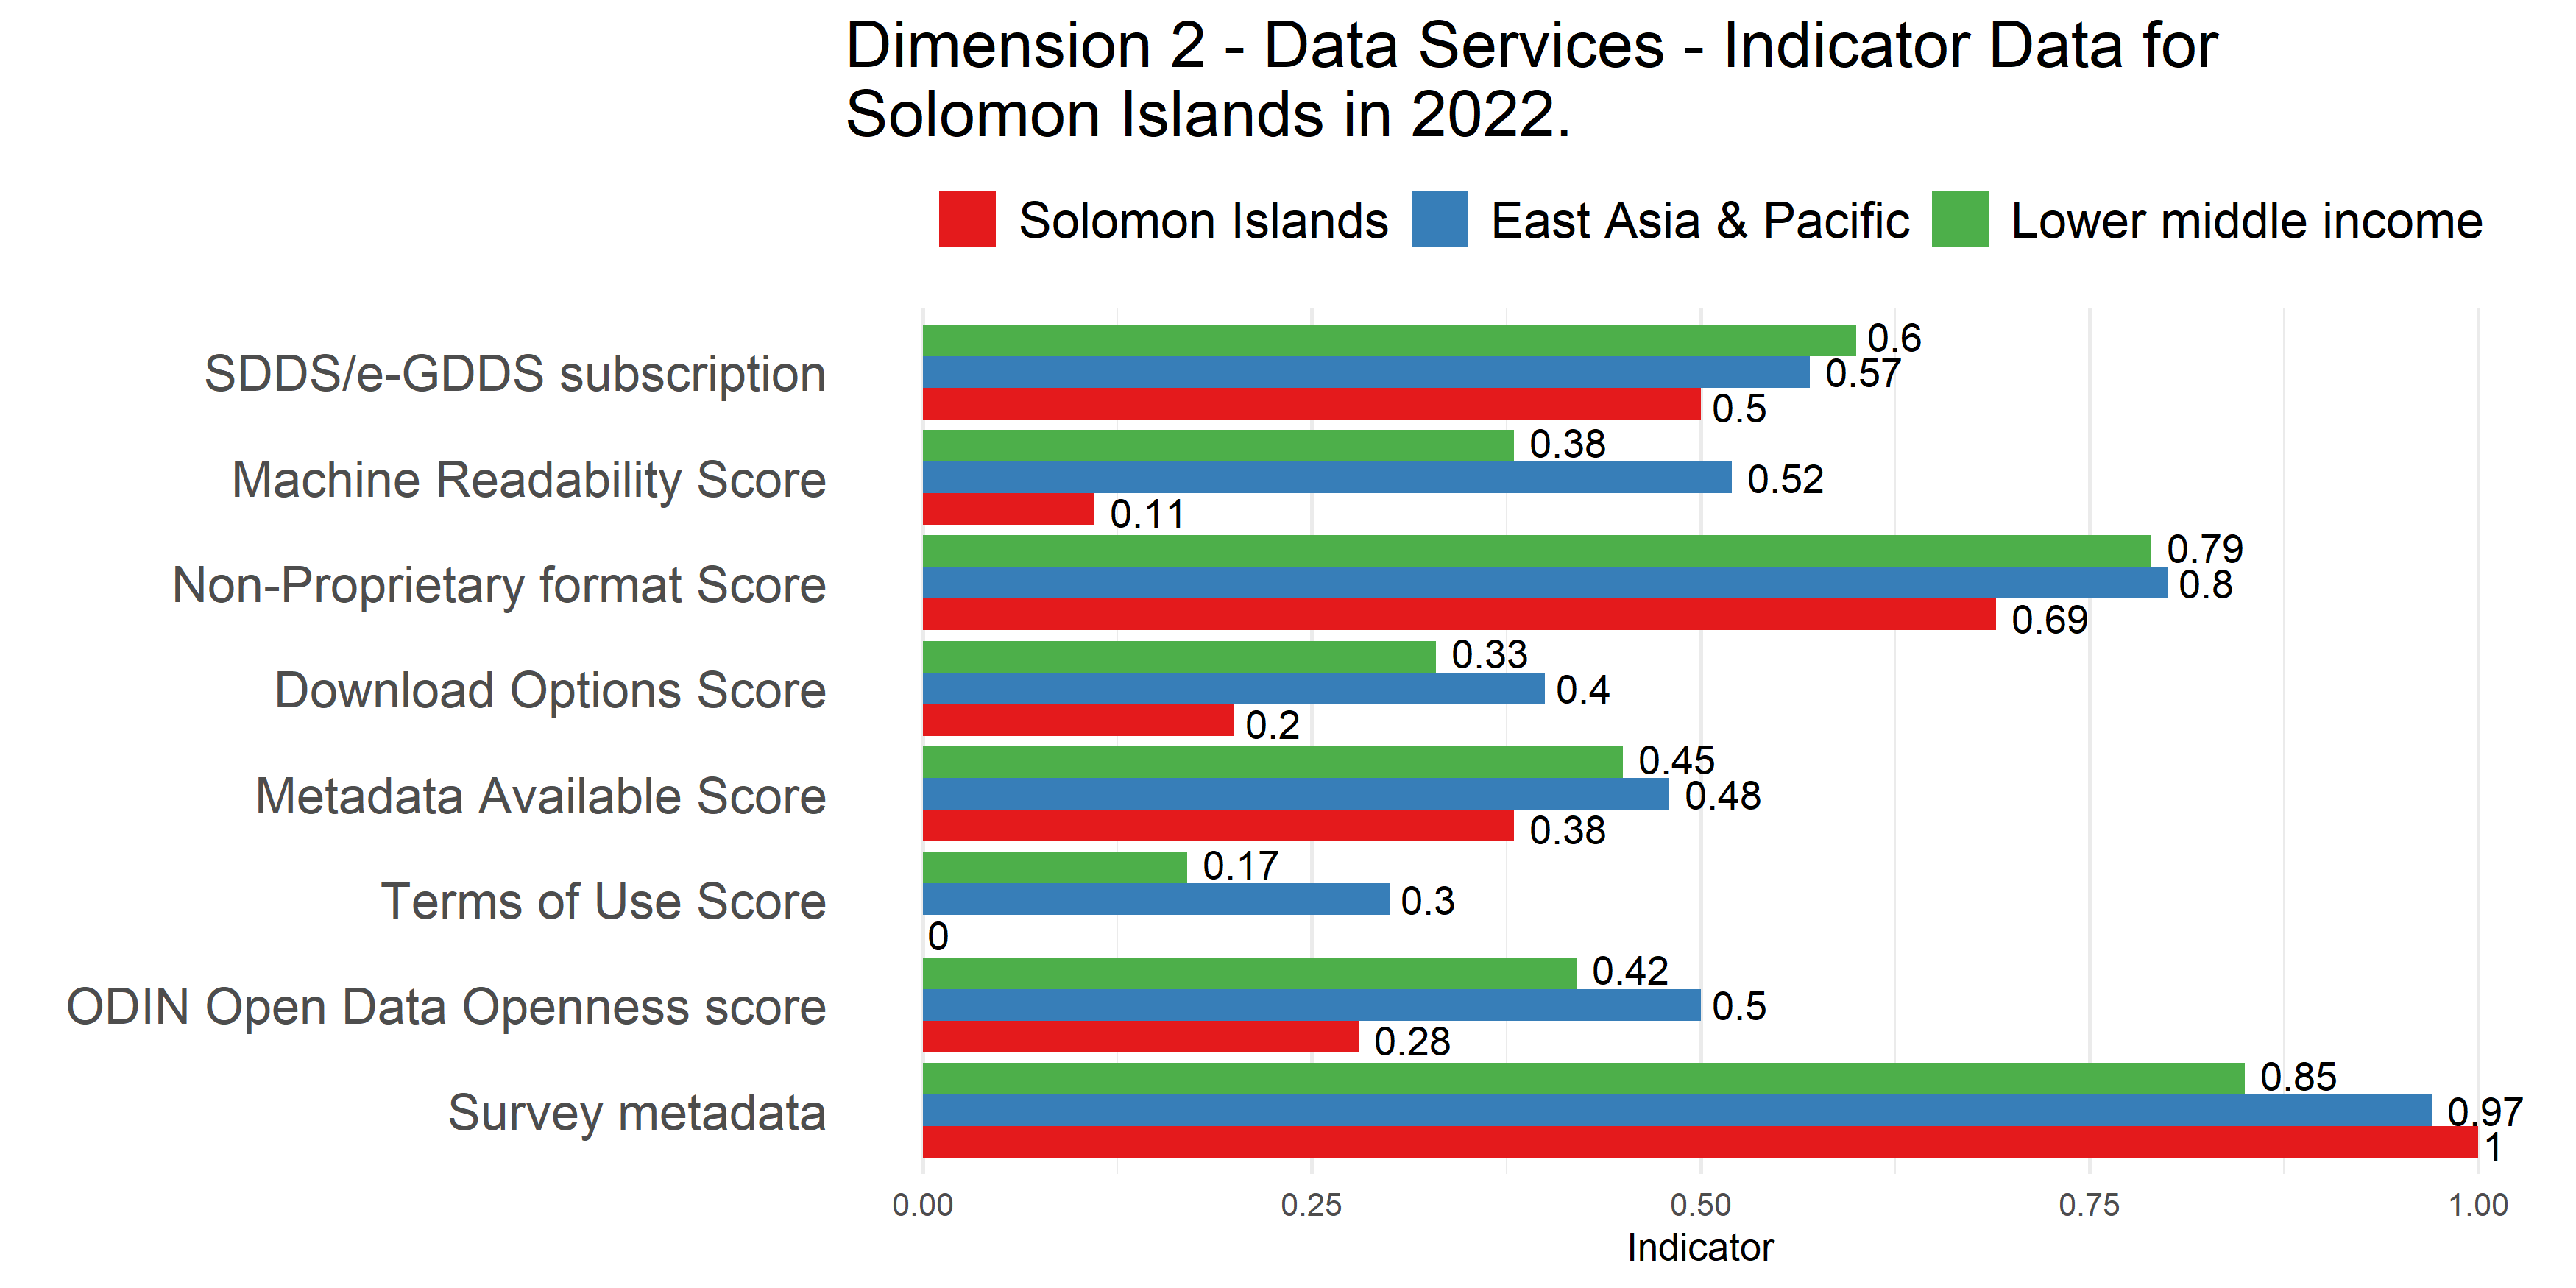 Dimension 2 - Data Services - Indicator Data for
Solomon Islands in 2022.
Solomon Islands East Asia & Pacific Lower middle income
SDDS/e-GDDS subscription
0.6
0.57
0.5
Machine Readability Score
0.38
0.52
0.11
Non-Proprietary format Score
0.79
0.8
0.69
Download Options Score
0.33
0.4
0.2
Metadata Available Score
0.45
0.48
0.38
Terms of Use Score
0.17
0.3
0
ODIN Open Data Openness score
0.42
0.5
0.28
Survey metadata
0.85
0.97
1
0.00 0.25 0.50 0.75 1.00
Indicator